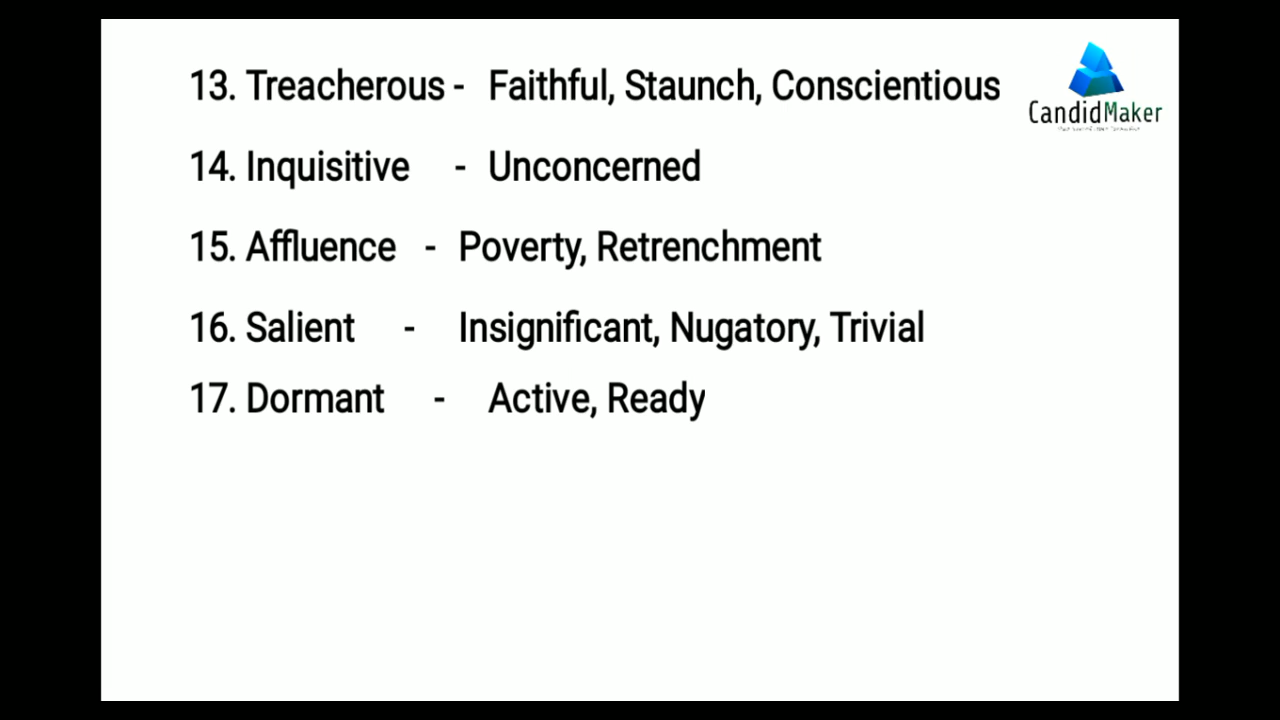 13. Treacherous - Faithful, Staunch, Conscientious
CandidMaker
14. Inquisitive - Unconcerned
15. Affluence - Poverty, Retrenchment
16. Salient - Insignificant, Nugatory, Trivial
17. Dormant - Active, Ready